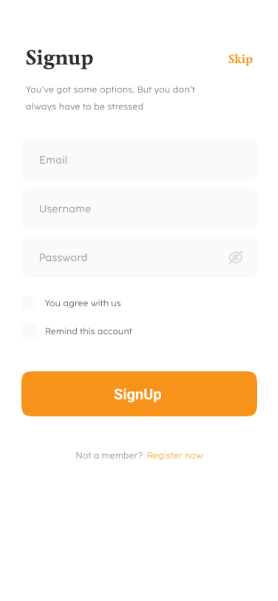 Signup
Skip
You've got some options, But you don't
always have to be stressed
Email
Username
Password
You agree with us
Remind this account
SignUp
Not a member? Register now